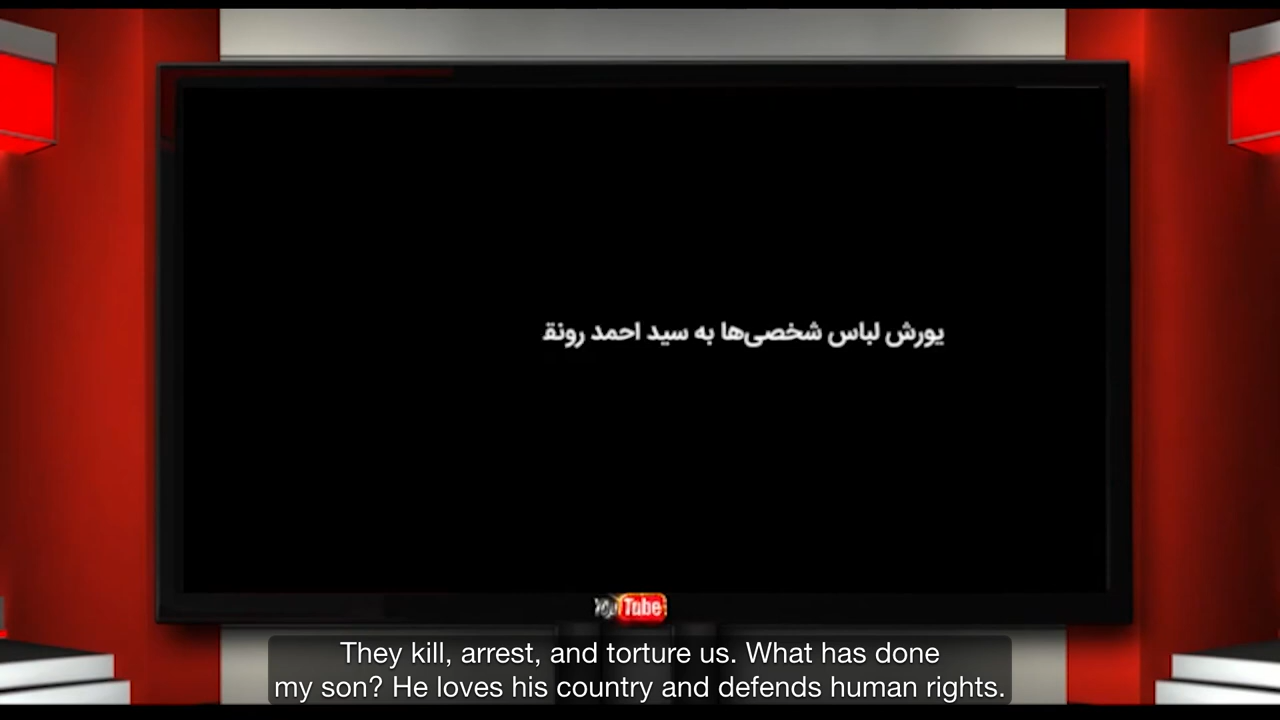 یورش لباس شخصی‌ها به سید احمد رونق
YouTube
They kill, arrest, and torture us. What has done
my son? He loves his country and defends human rights.